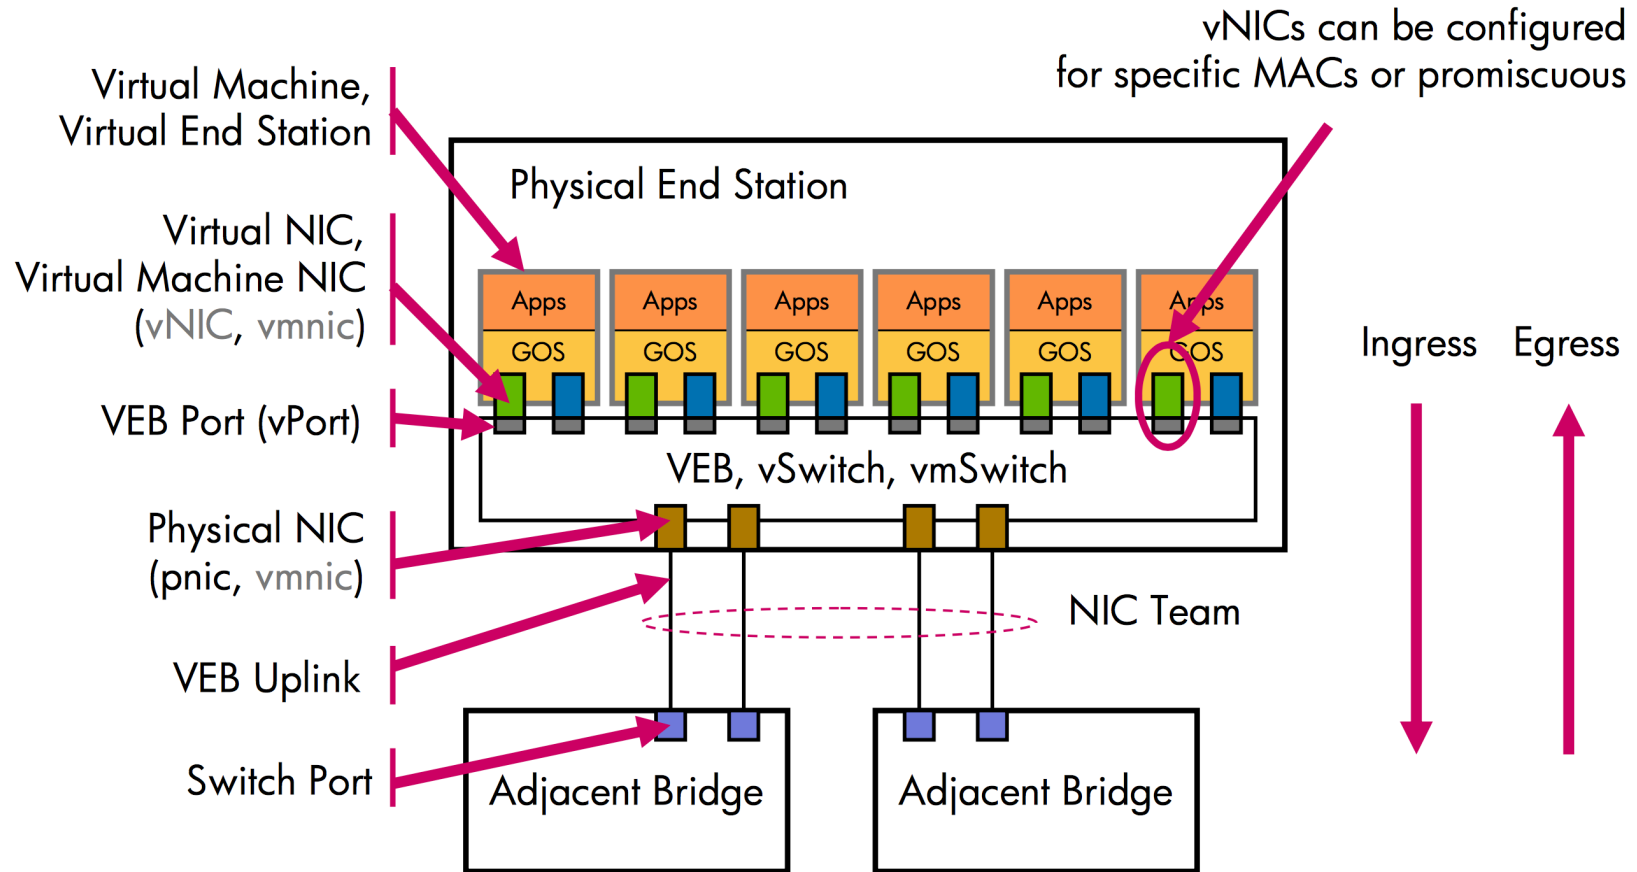 vNICs can be configured
for specific MACs or promiscuous
Virtual Machine,
Virtual End Station
Physical End Station
Virtual NIC,
Virtual Machine NIC
(vNIC, vmnic)
Apps Apps Apps Apps Apps Apps
GOS GOS GOS GOS GOS GOS
Ingress Egress
VEB Port (vPort)
VEB, vSwitch, vmSwitch
Physical NIC
(pnic, vmnic)
NIC Team
VEB Uplink
Switch Port
Adjacent Bridge Adjacent Bridge